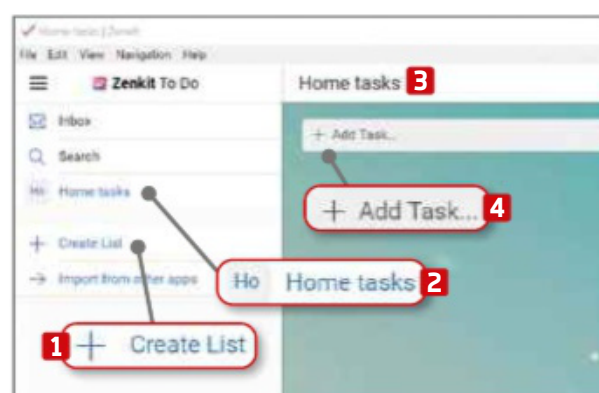 Home tasks | Zenkit
File Edit View Navigation Help
Zenkit To Do
Home tasks 3
Inbox
+ Add Task...
Search
Ho Home tasks
+ Add Task... 4
+ Create List
→ Import from other apps
Ho Home tasks 2
1 + Create List